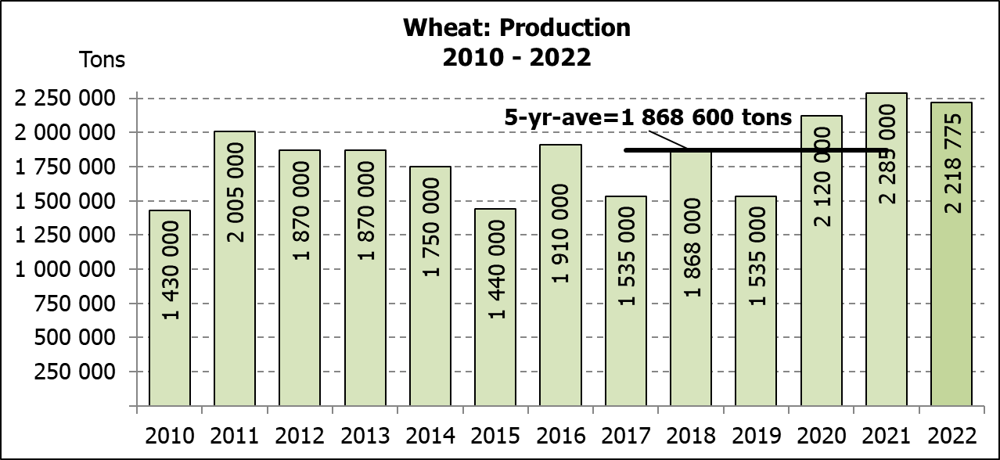 Wheat: Production
2010 - 2022
Tons
2 250 000
2 000 000
1 750 000
1 500 000
1 250 000
1 000 000
750 000
500 000
250 000
5-yr-ave=1 868 600 tons
1 430 000
2 005 000
1 870 000
1 870 000
1 750 000
1 440 000
1 910 000
1 535 000
1 868 000
1 535 000
2 120 000
2 285 000
2 218 775
2010 2011 2012 2013 2014 2015 2016 2017 2018 2019 2020 2021 2022